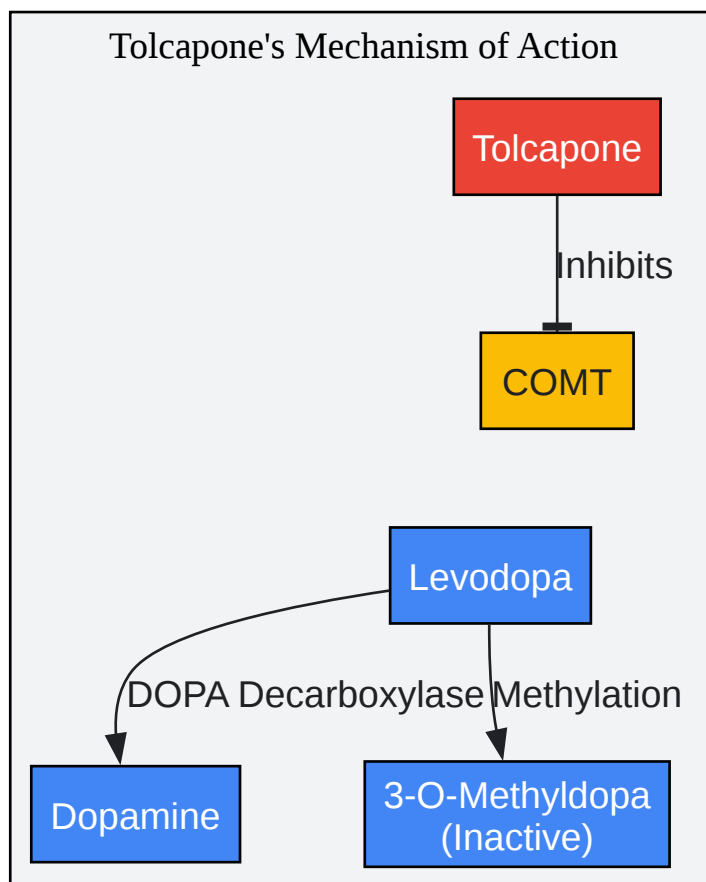 Tolcapone's Mechanism of Action
Tolcapone
Inhibits
COMT
Levodopa
DOPA Decarboxylase
Methylation
Dopamine
3-O-Methyldopa
(Inactive)